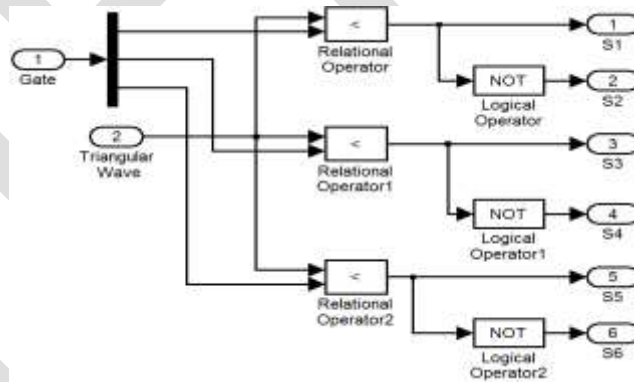 1
Gate
2
Triangular
Wave
<
Relational
Operator
NOT
Logical
Operator
1
S1
2
S2
<
Relational
Operator1
NOT
Logical
Operator1
3
S3
4
S4
<
Relational
Operator2
NOT
Logical
Operator2
5
S5
6
S6